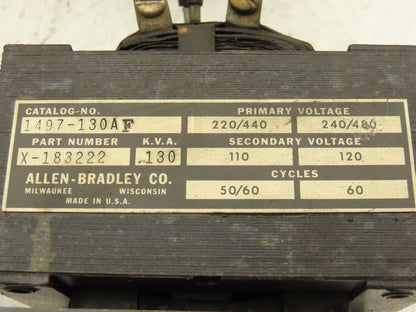 CATALOG-NO. PRIMARY VOLTAGE
1497-130AF 220/440 240/480
PART NUMBER K.V.A. SECONDARY VOLTAGE
X-183222 .130 110 120
ALLEN-BRADLEY CO. CYCLES
MILWAUKEE WISCONSIN 50/60 60
MADE IN U.S.A.